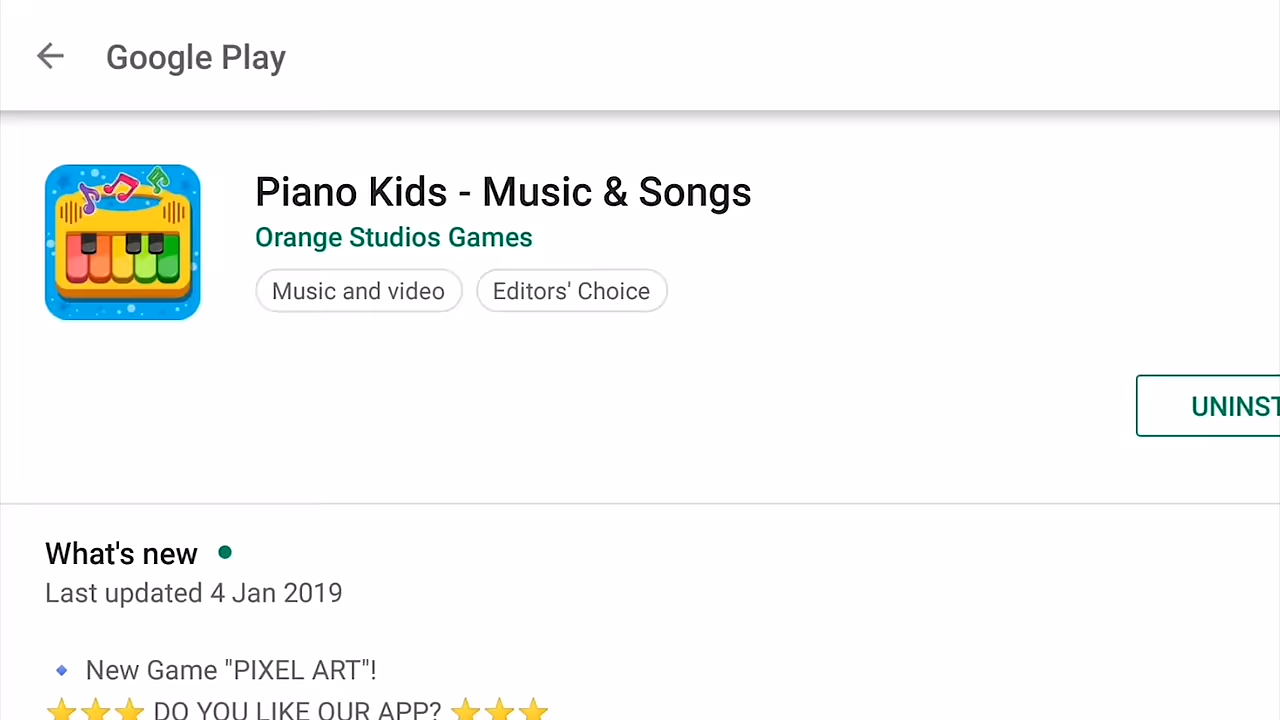 Google Play
Piano Kids - Music & Songs
Orange Studios Games
Music and video
Editors' Choice
UNINST
What's new
Last updated 4 Jan 2019
🔹 New Game "PIXEL ART"!
⭐⭐⭐ DO YOU LIKE OUR APP? ⭐⭐⭐